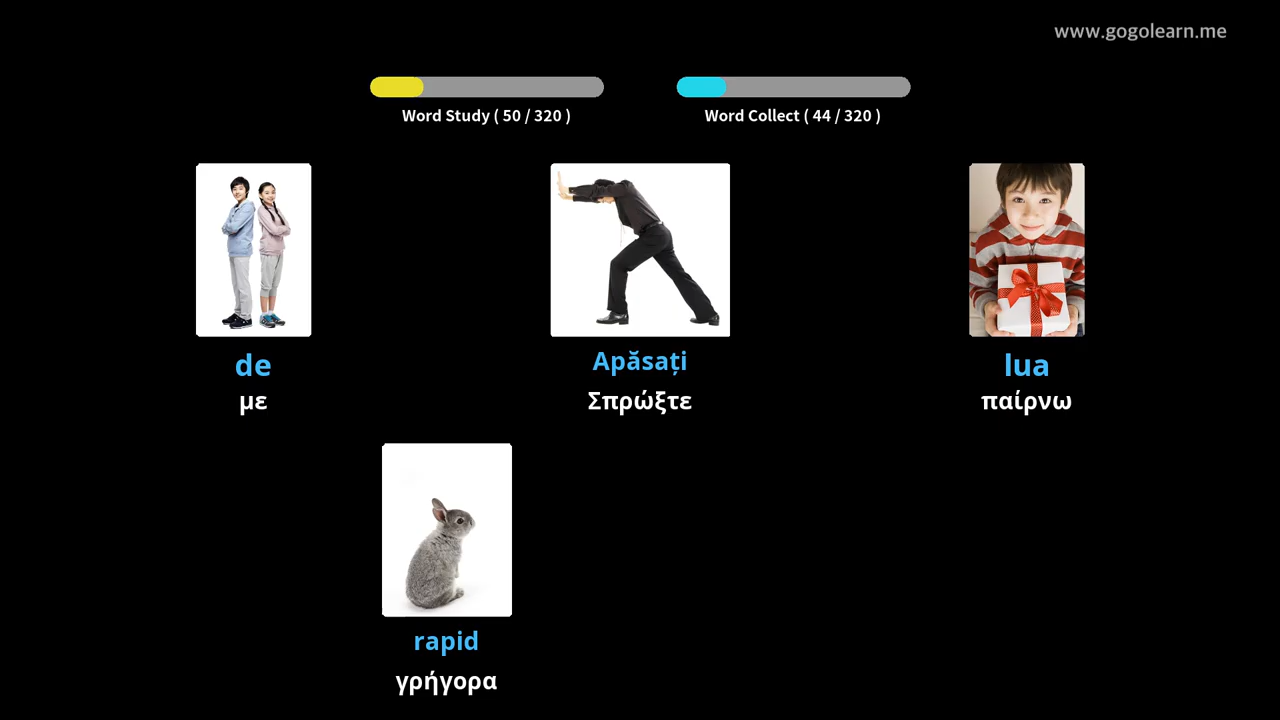 www.gogolearn.me
Word Study ( 50 / 320 )
Word Collect ( 44 / 320 )
de
με
Apăsați
Σπρώξτε
lua
παίρνω
rapid
γρήγορα